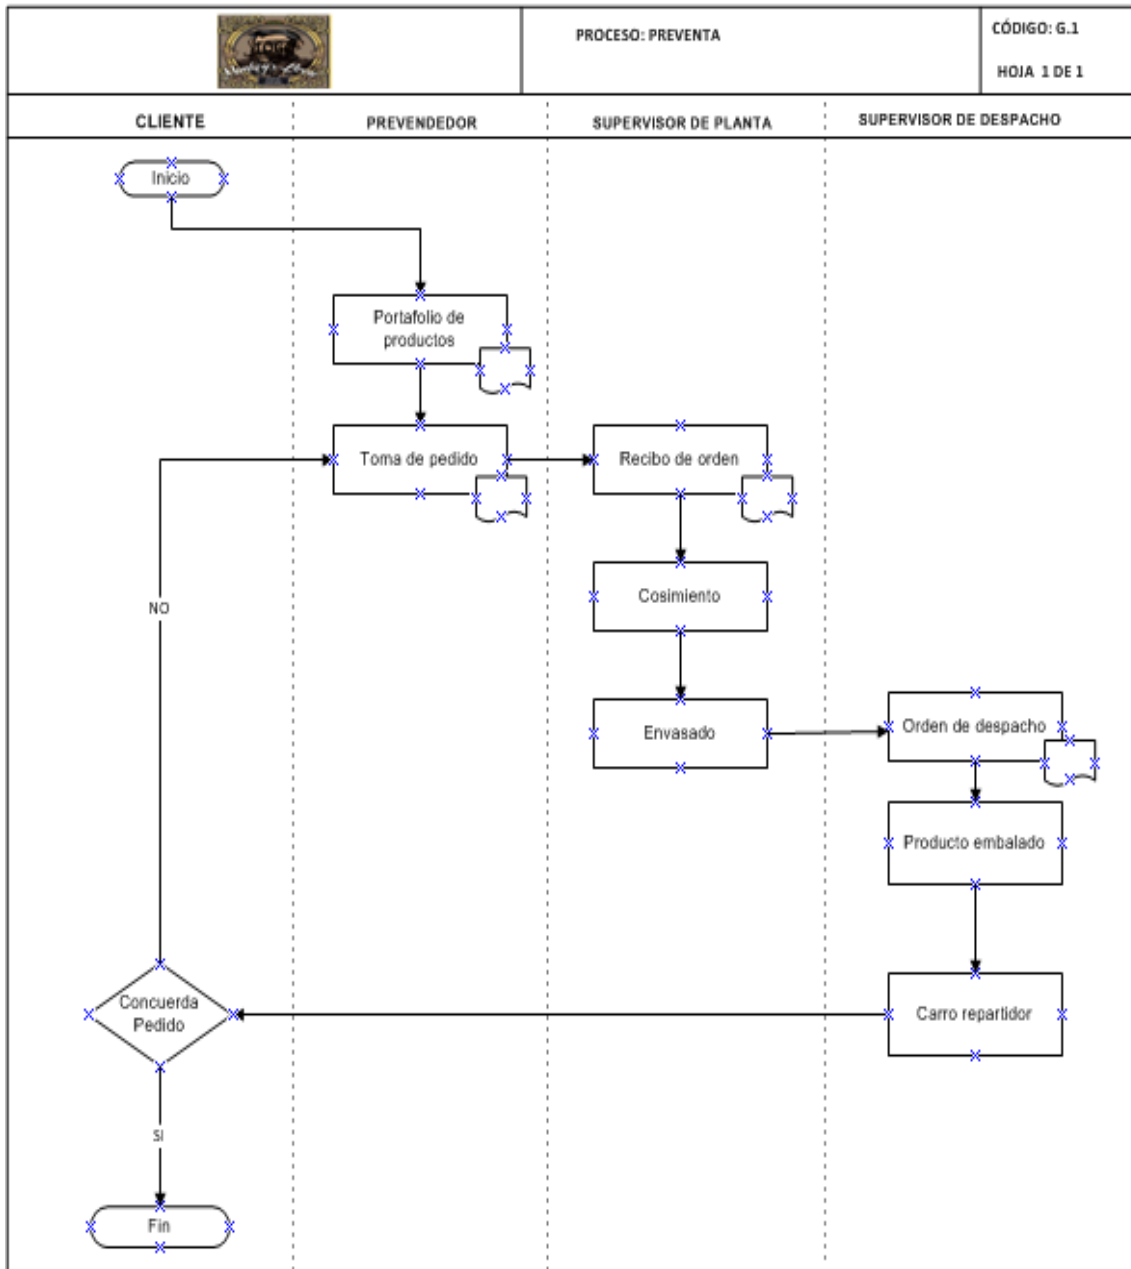 PROCESO: PREVENTA
CÓDIGO: G.1
HOJA 1 DE 1
CLIENTE
PREVENDEDOR
SUPERVISOR DE PLANTA
SUPERVISOR DE DESPACHO
Inicio
Portafolio de
productos
Toma de pedido
Recibo de orden
NO
Cosimiento
Envasado
Orden de despacho
Producto embalado
Concuerda
Pedido
Carro repartidor
SI
Fin